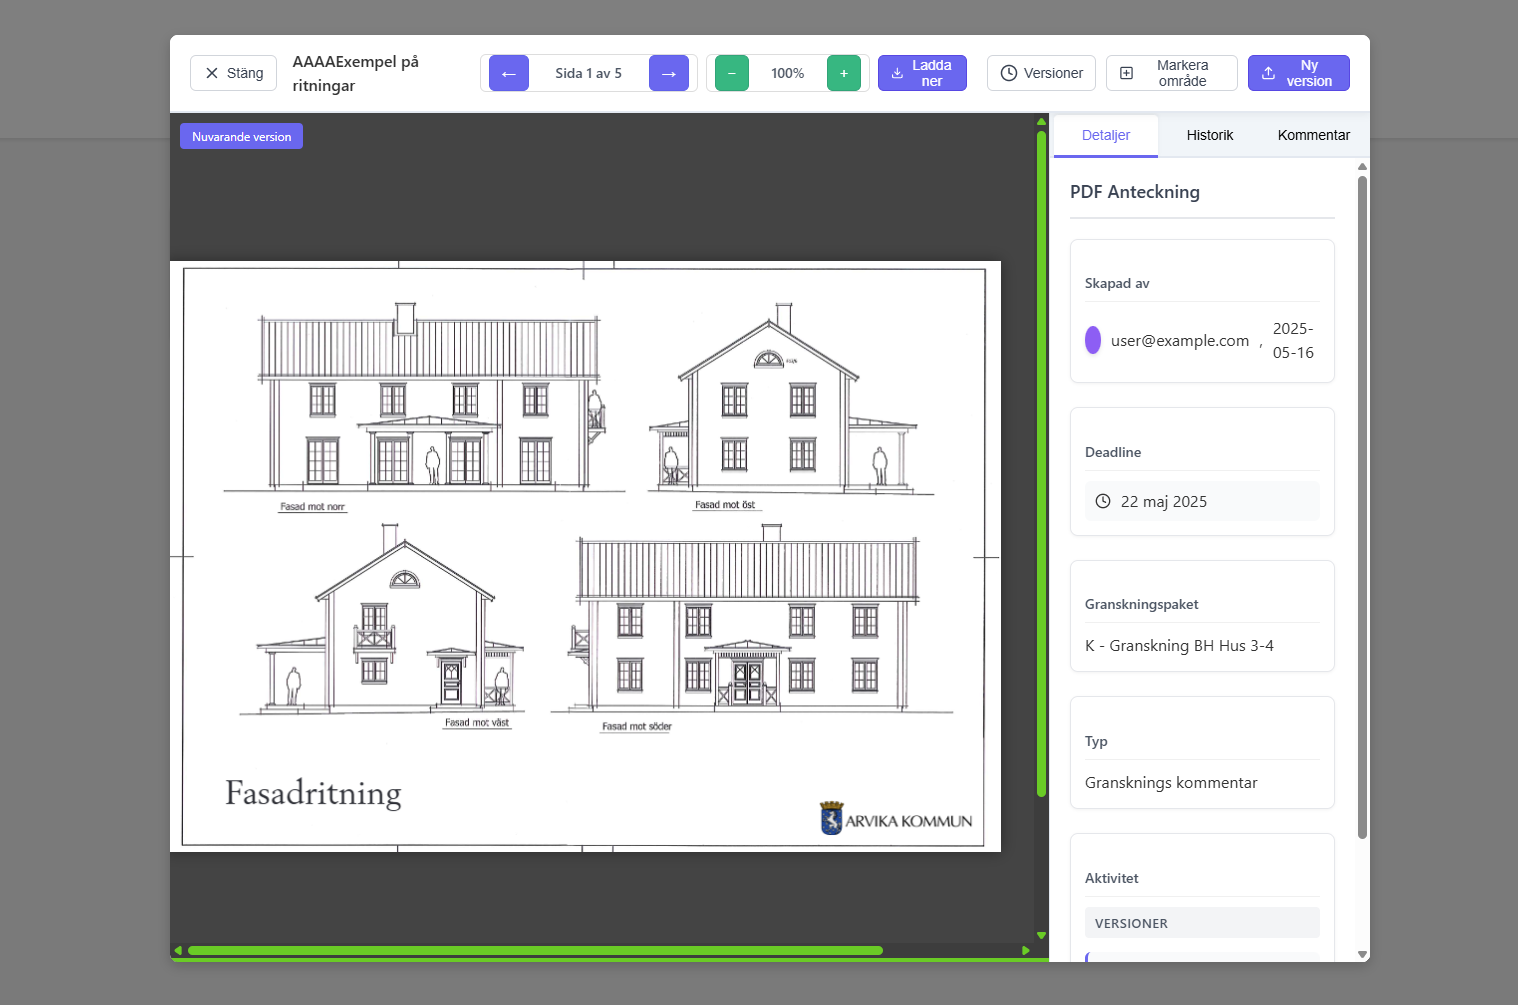 Stäng
AAAAExempel på
ritningar
←
Sida 1 av 5
→
−
100%
+
Ladda
ner
Versioner
Markera
område
Ny
version
Nuvarande version
Detaljer
Historik
Kommentar
Fasad mot norr
Fasad mot öst
Fasad mot väst
Fasad mot söder
Fasadritning
ARVIKA KOMMUN
PDF Anteckning
Skapad av
user@example.com , 2025-
05-16
Deadline
22 maj 2025
Granskningspaket
K - Granskning BH Hus 3-4
Typ
Gransknings kommentar
Aktivitet
VERSIONER